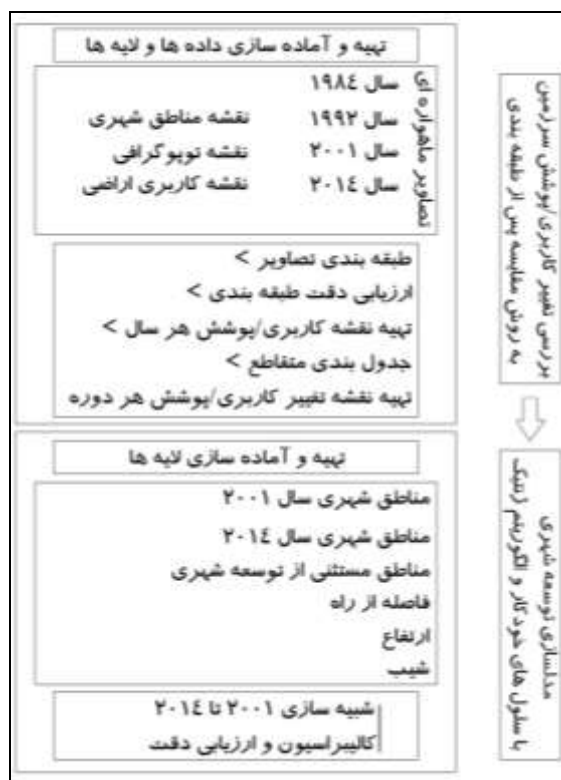 تهیه و آماده سازی داده ها و لایه ها
تصاویر ماهواره ای
سال ۱۹۸٤
سال ۱۹۹۲ نقشه مناطق شهری
سال ۲۰۰۱ نقشه توپوگرافی
سال ۲۰۱٤ نقشه کاربری اراضی
طبقه بندی تصاویر >
ارزیابی دقت طبقه بندی >
تهیه نقشه کاربری/پوشش هر سال >
جدول بندی متقاطع >
تهیه نقشه تغییر کاربری/پوشش هر دوره
بررسی تغییر کاربری/پوشش سرزمین
به روش مقایسه پس از طبقه بندی
تهیه و آماده سازی لایه ها
مناطق شهری سال ۲۰۰۱
مناطق شهری سال ۲۰۱٤
مناطق مستثنی از توسعه شهری
فاصله از راه
ارتفاع
شیب
شبیه سازی ۲۰۰۱ تا ۲۰۱٤
کالیبراسیون و ارزیابی دقت
مدلسازی توسعه شهری
با سلول های خودکار و الگوریتم ژنتیک